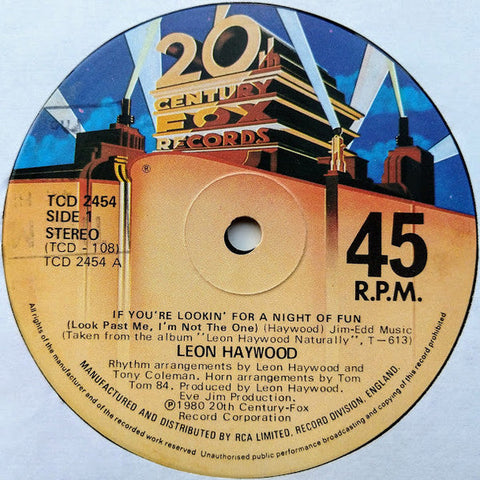 20th
CENTURY
FOX
RECORDS
®
TCD 2454
SIDE 1
STEREO
(TCD - 108)
TCD 2454 A
45
R.P.M.
IF YOU'RE LOOKIN' FOR A NIGHT OF FUN
(Look Past Me, I'm Not The One) (Haywood) Jim-Edd Music
(Taken from the album "Leon Haywood Naturally", T-613)
LEON HAYWOOD
Rhythm arrangements by Leon Haywood and
Tony Coleman. Horn arrangements by Tom
Tom 84. Produced by Leon Haywood.
Eve Jim Production.
Ⓟ1980 20th Century-Fox
Record Corporation
MANUFACTURED AND DISTRIBUTED BY RCA LIMITED, RECORD DIVISION, ENGLAND.
All rights of the manufacturer and of the owner of the recorded work reserved. Unauthorised public performance broadcasting and copying of this record prohibited.